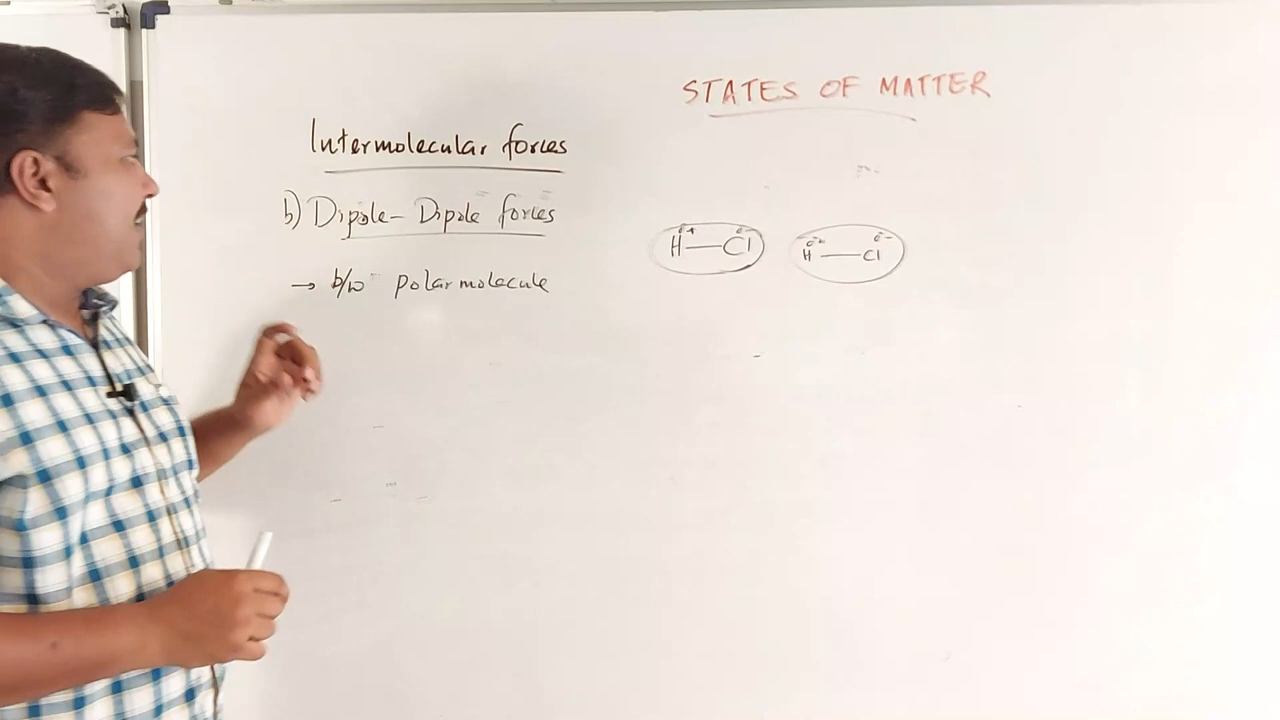 STATES OF MATTER
Intermolecular forces
b) Dipole - Dipole forces
→ b/w polar molecule
δ+ δ-
H — Cl
δ+ δ-
H — Cl